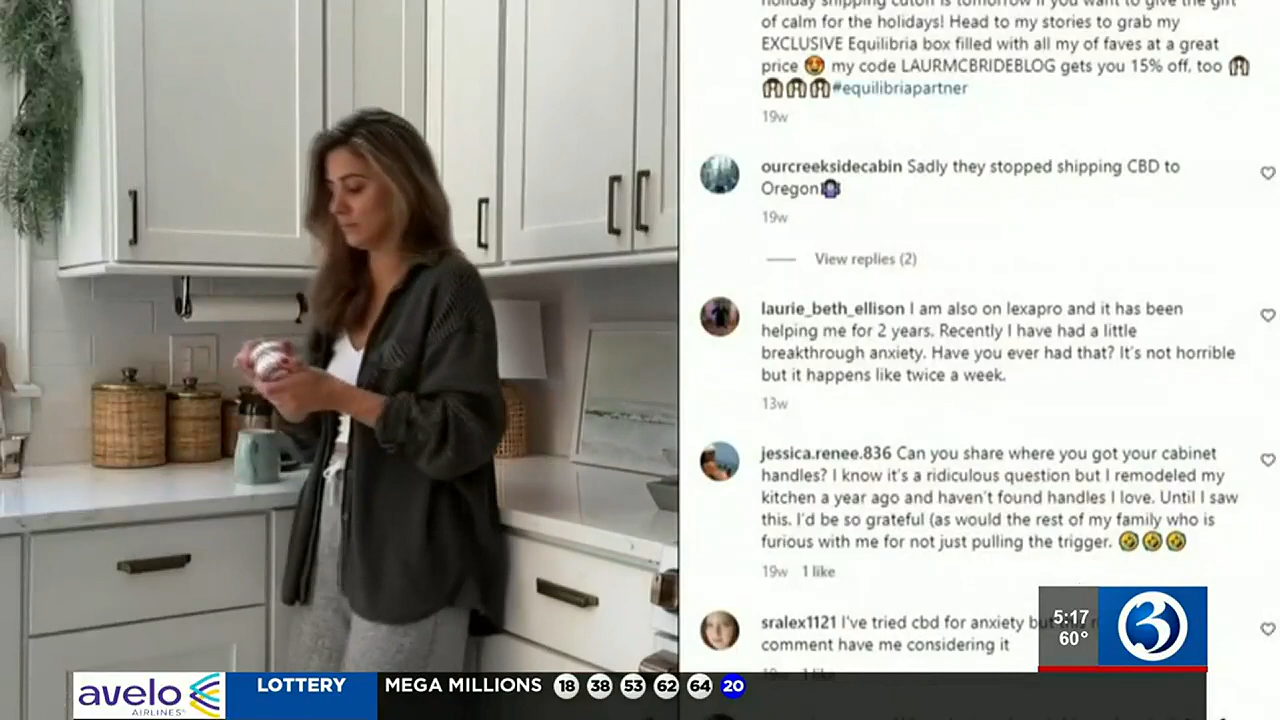 holiday shipping cutoff is tomorrow if you want to give the gift
of calm for the holidays! Head to my stories to grab my
EXCLUSIVE Equilibria box filled with all my of faves at a great
price 😍 my code LAURMCBRIDEBLOG gets you 15% off, too
#equilibriapartner
19w
ourcreeksidecabin Sadly they stopped shipping CBD to
Oregon
19w
View replies (2)
laurie_beth_ellison I am also on lexapro and it has been
helping me for 2 years. Recently I have had a little
breakthrough anxiety. Have you ever had that? It's not horrible
but it happens like twice a week.
13w
jessica.renee.836 Can you share where you got your cabinet
handles? I know it's a ridiculous question but I remodeled my
kitchen a year ago and haven't found handles I love. Until I saw
this. I'd be so grateful (as would the rest of my family who is
furious with me for not just pulling the trigger. 🤣🤣🤣
19w 1 like
sralex1121 I've tried cbd for anxiety but
comment have me considering it
19w 1 like
5:17
60°
3
avelo
AIRLINES
LOTTERY
MEGA MILLIONS 18 38 53 62 64 20